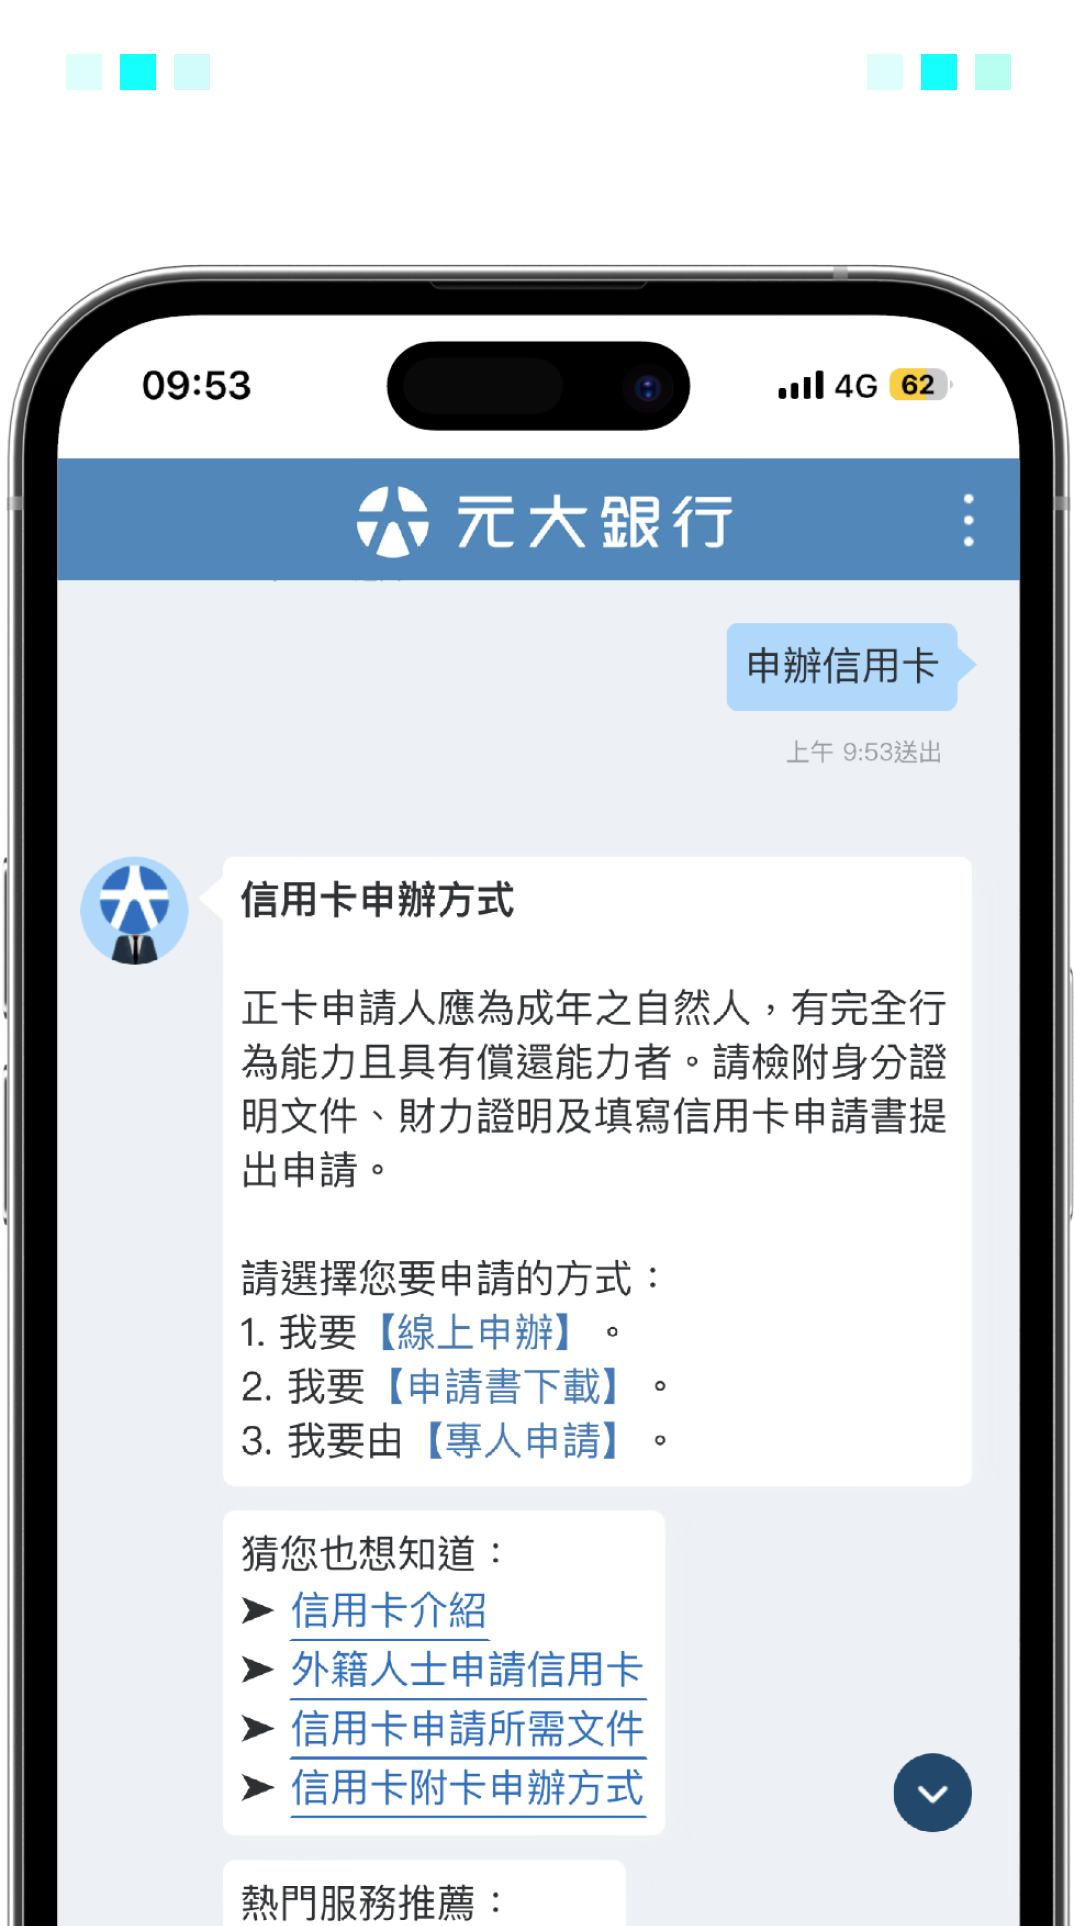 09:53
4G 62
元大銀行
申辦信用卡
上午 9:53送出
信用卡申辦方式
正卡申請人應為成年之自然人，有完全行
為能力且具有償還能力者。請檢附身分證
明文件、財力證明及填寫信用卡申請書提
出申請。
請選擇您要申請的方式：
1. 我要【線上申辦】。
2. 我要【申請書下載】。
3. 我要由【專人申請】。
猜您也想知道：
➤ 信用卡介紹
➤ 外籍人士申請信用卡
➤ 信用卡申請所需文件
➤ 信用卡附卡申辦方式
熱門服務推薦：